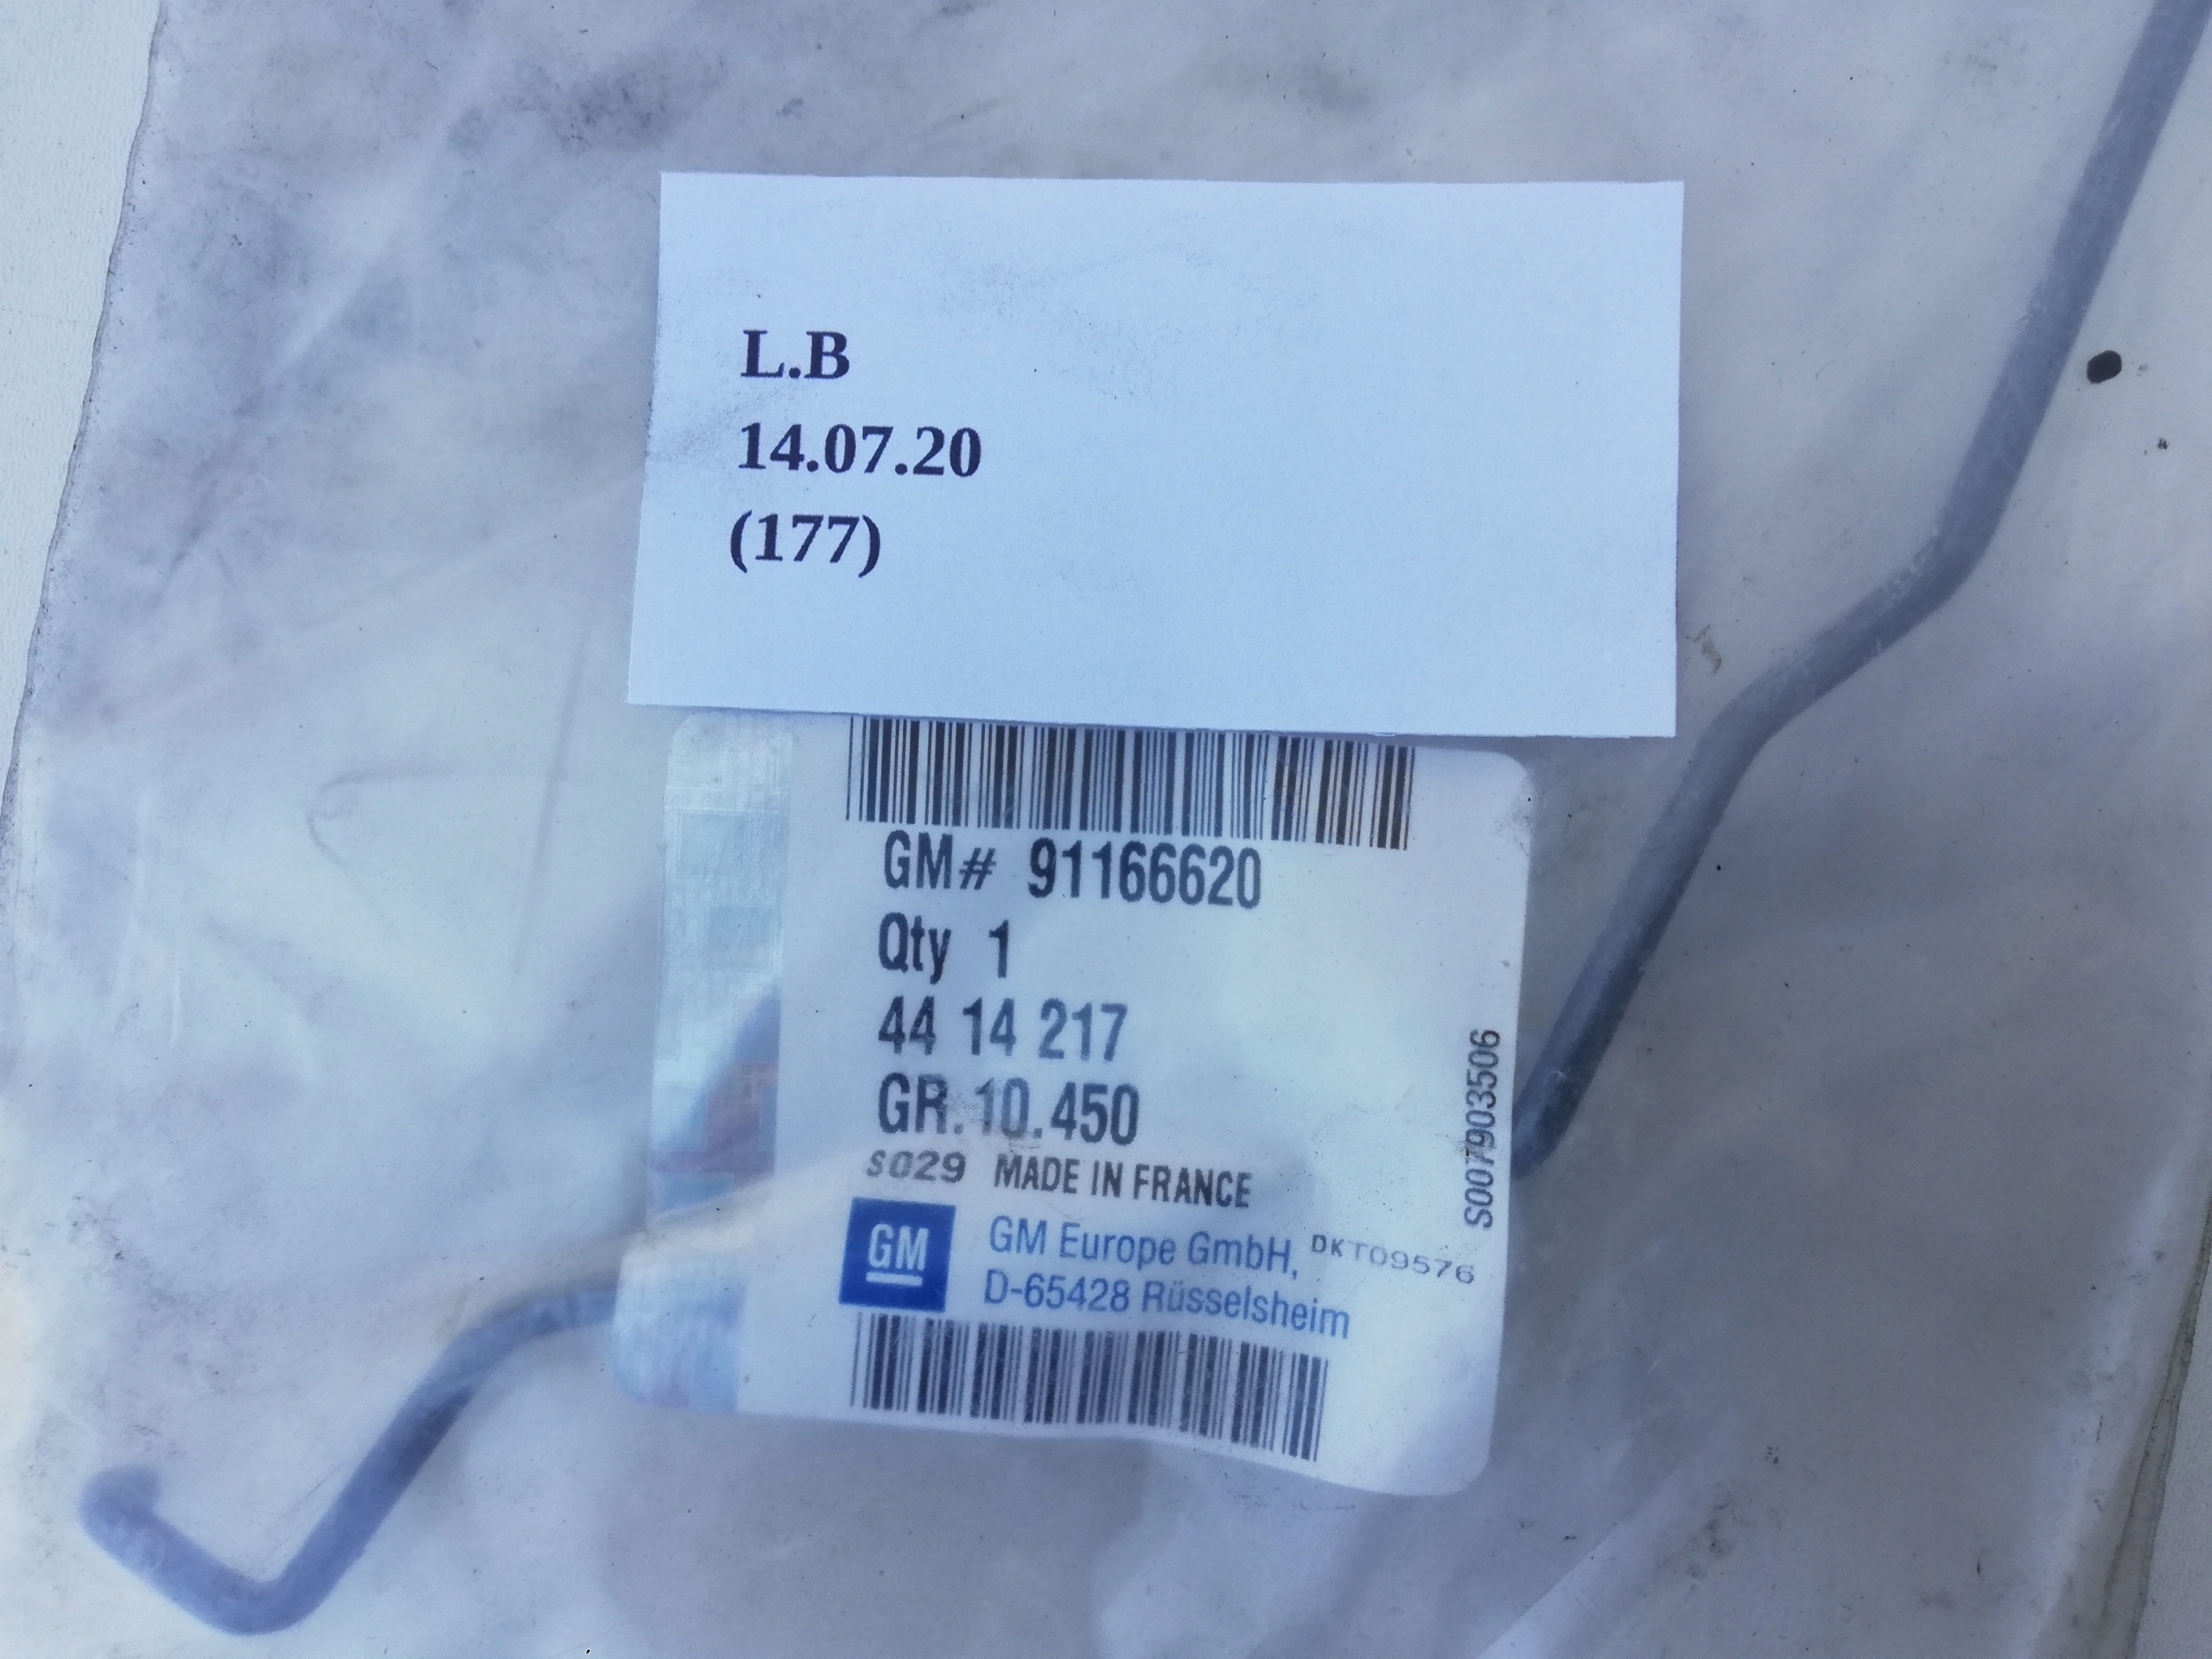 L.B
14.07.20
(177)
GM# 91166620
Qty 1
44 14 217
GR.10.450
S029 MADE IN FRANCE
GM
GM Europe GmbH, DKT09576
D-65428 Rüsselsheim
S007903506